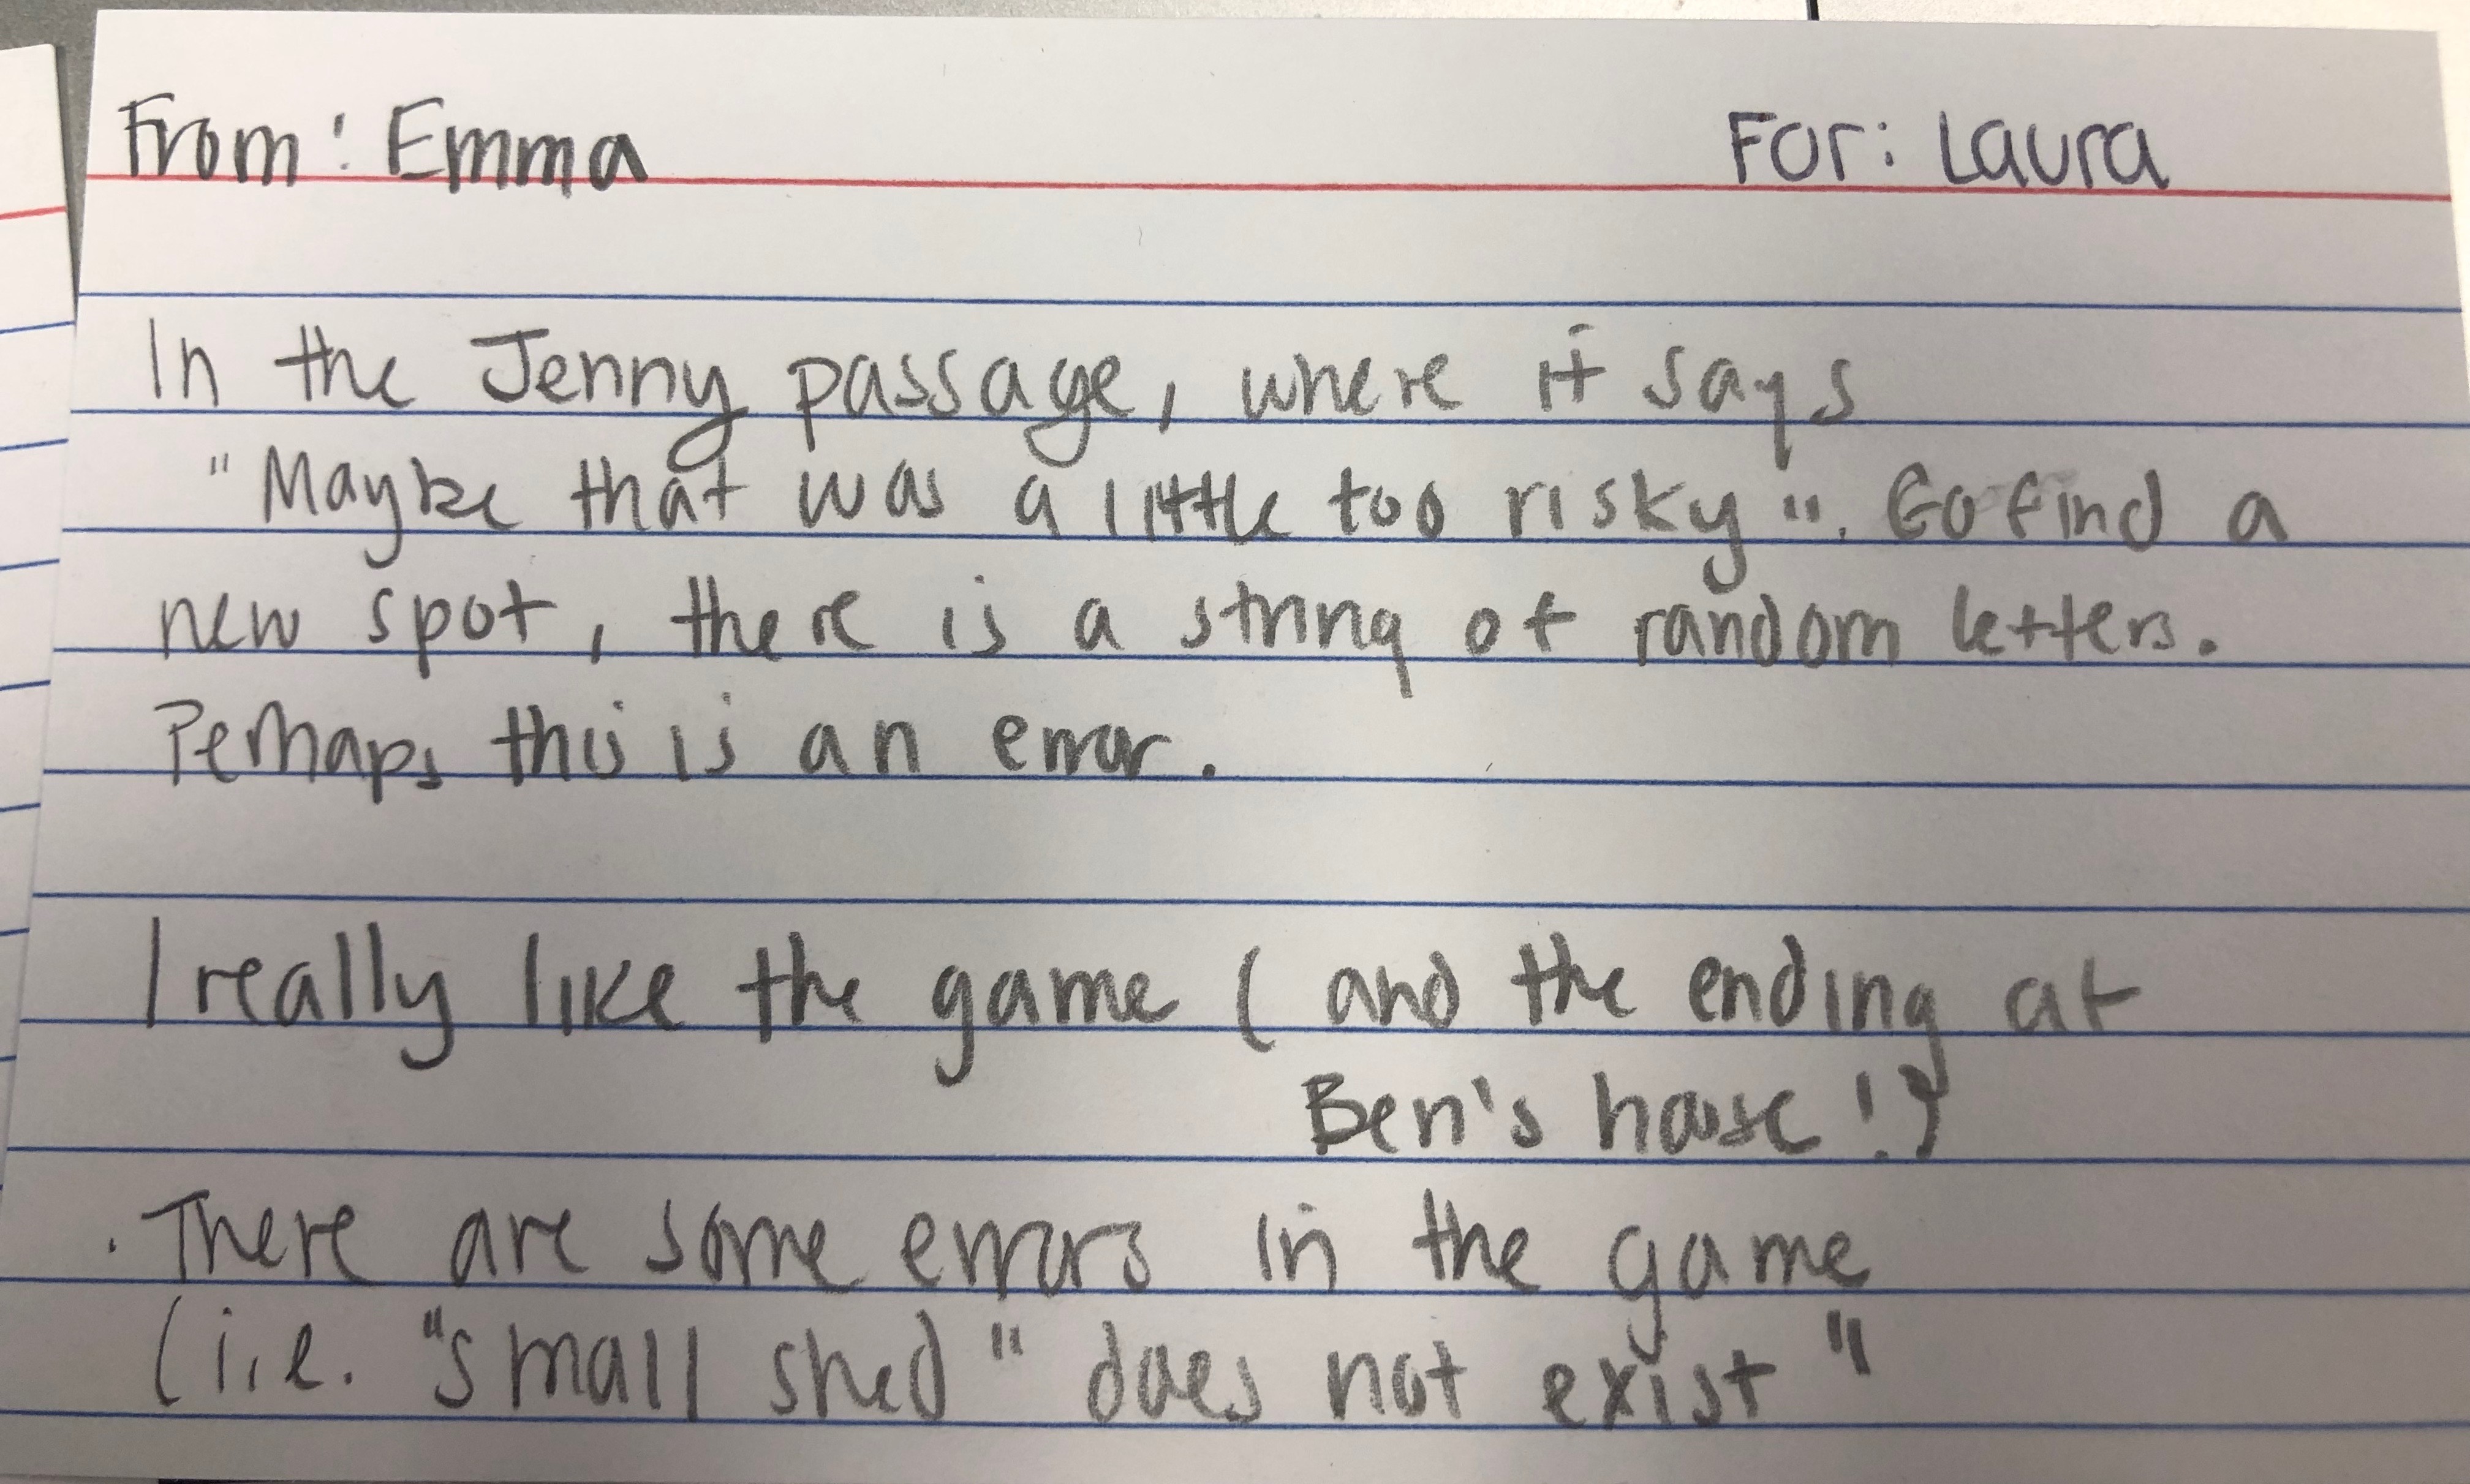 From: Emma For: Laura
In the Jenny passage, where it says
"Maybe that was a little too risky". Go find a
new spot, there is a string of random letters.
Perhaps this is an error.
I really like the game ( and the ending at
Ben's house!)
. There are some errors in the game
(i.e. "small shed" does not exist"